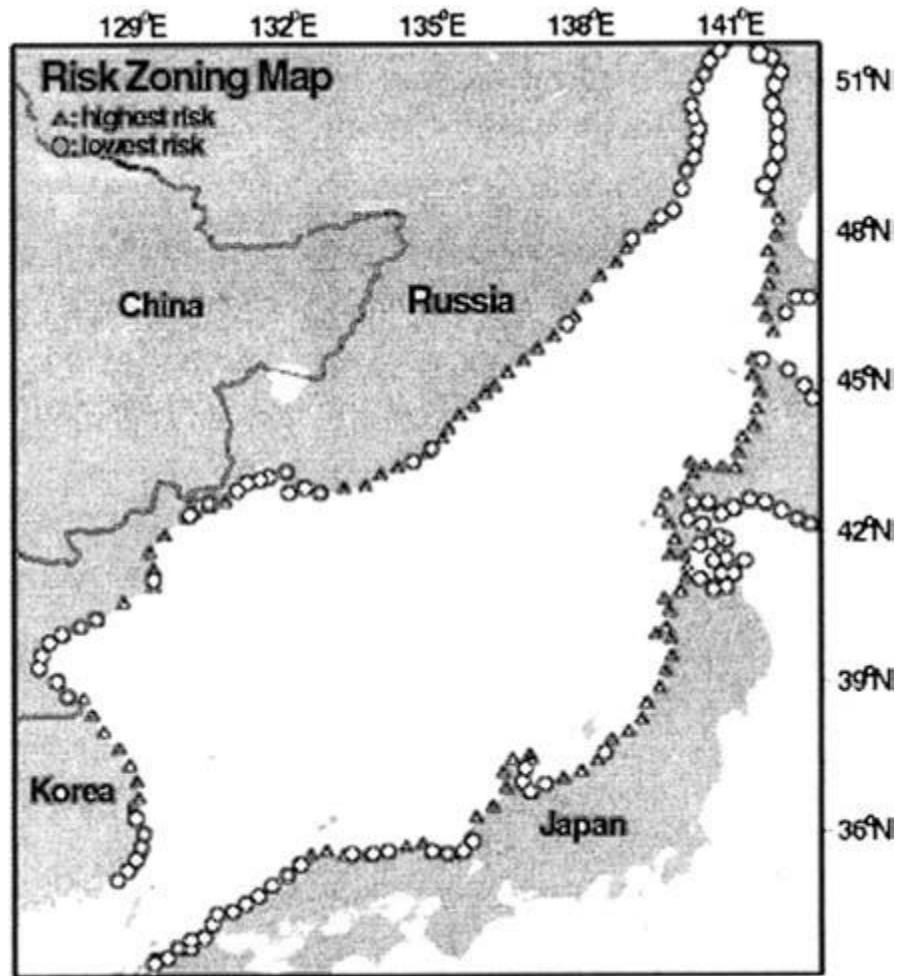 129°E 132°E 135°E 138°E 141°E
Risk Zoning Map
△: highest risk
○: lowest risk
51°N
48°N
China
Russia
45°N
42°N
39°N
Korea
Japan
36°N